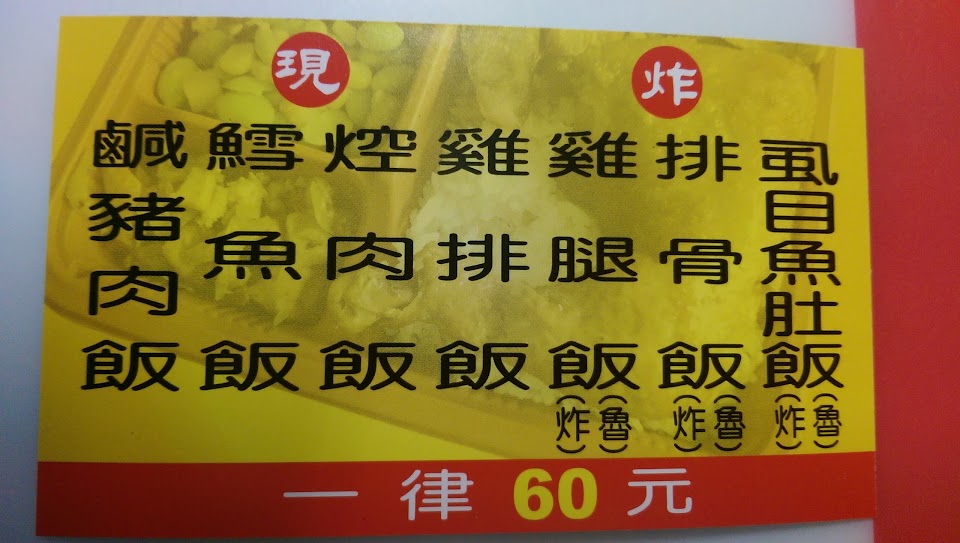 現炸
虱目魚肚飯(魯)(炸)
排骨飯(魯)(炸)
雞腿飯(魯)(炸)
雞排飯
焢肉飯
鱈魚飯
鹹豬肉飯
一律60元